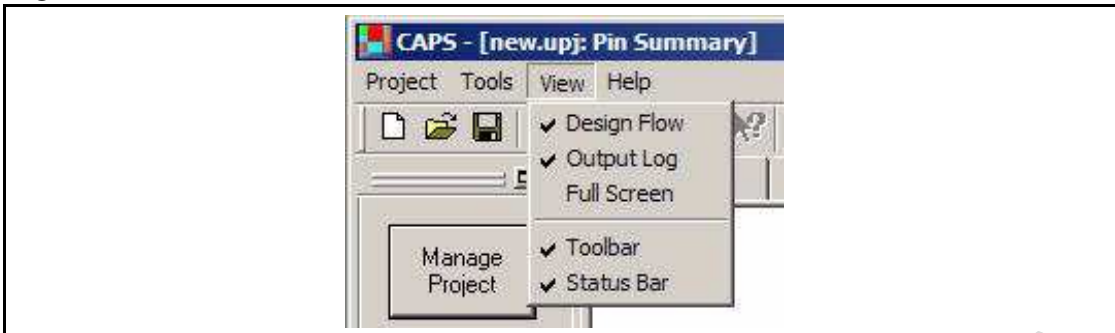 CAPS - [new.upj: Pin Summary]
Project Tools View Help
Design Flow
Output Log
Full Screen
Toolbar
Status Bar
Manage
Project